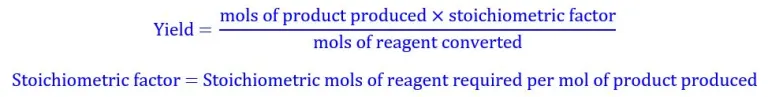 Yield = mols of product produced × stoichiometric factor / mols of reagent converted
Stoichiometric factor = Stoichiometric mols of reagent required per mol of product produced